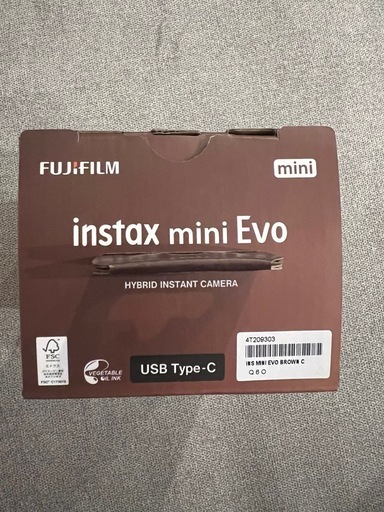 FUJIFILM
mini
instax mini Evo
HYBRID INSTANT CAMERA
FSC
VEGETABLE
OIL INK
USB Type-C
4T209303
INS MINI EVO BROWN C
Q6O